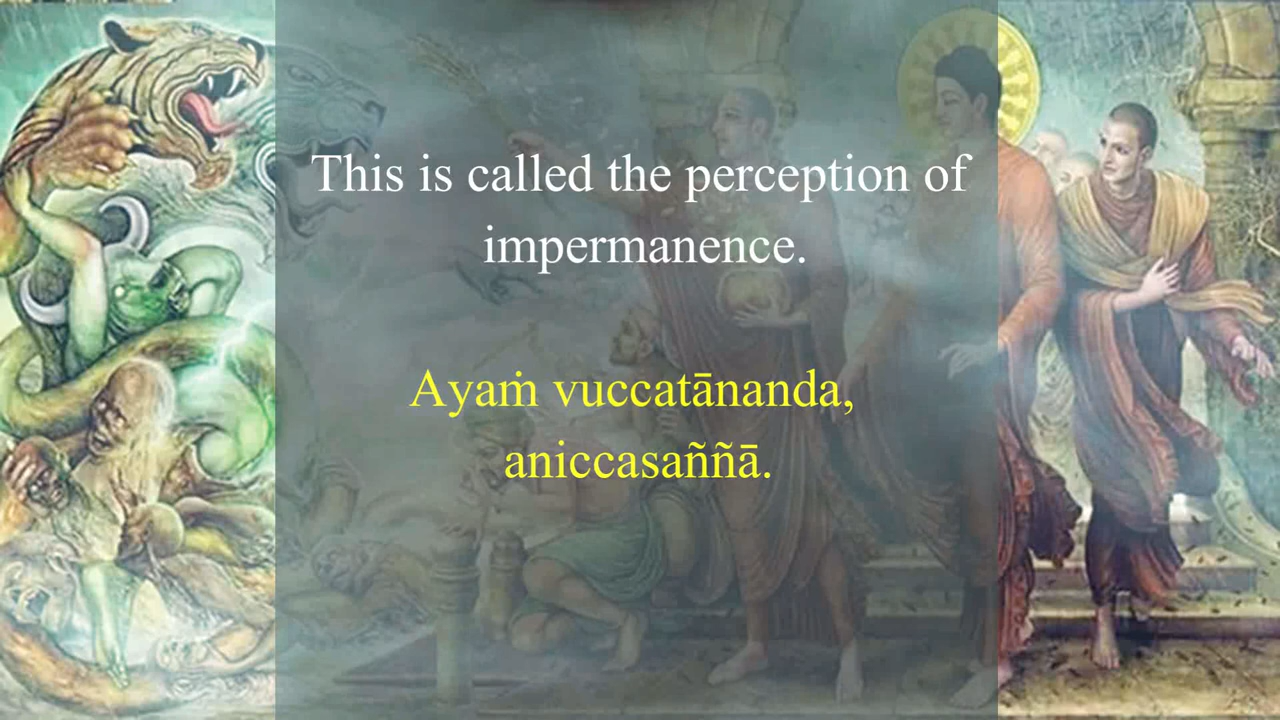 This is called the perception of
impermanence.
Ayaṁ vuccatānanda,
aniccasaññā.